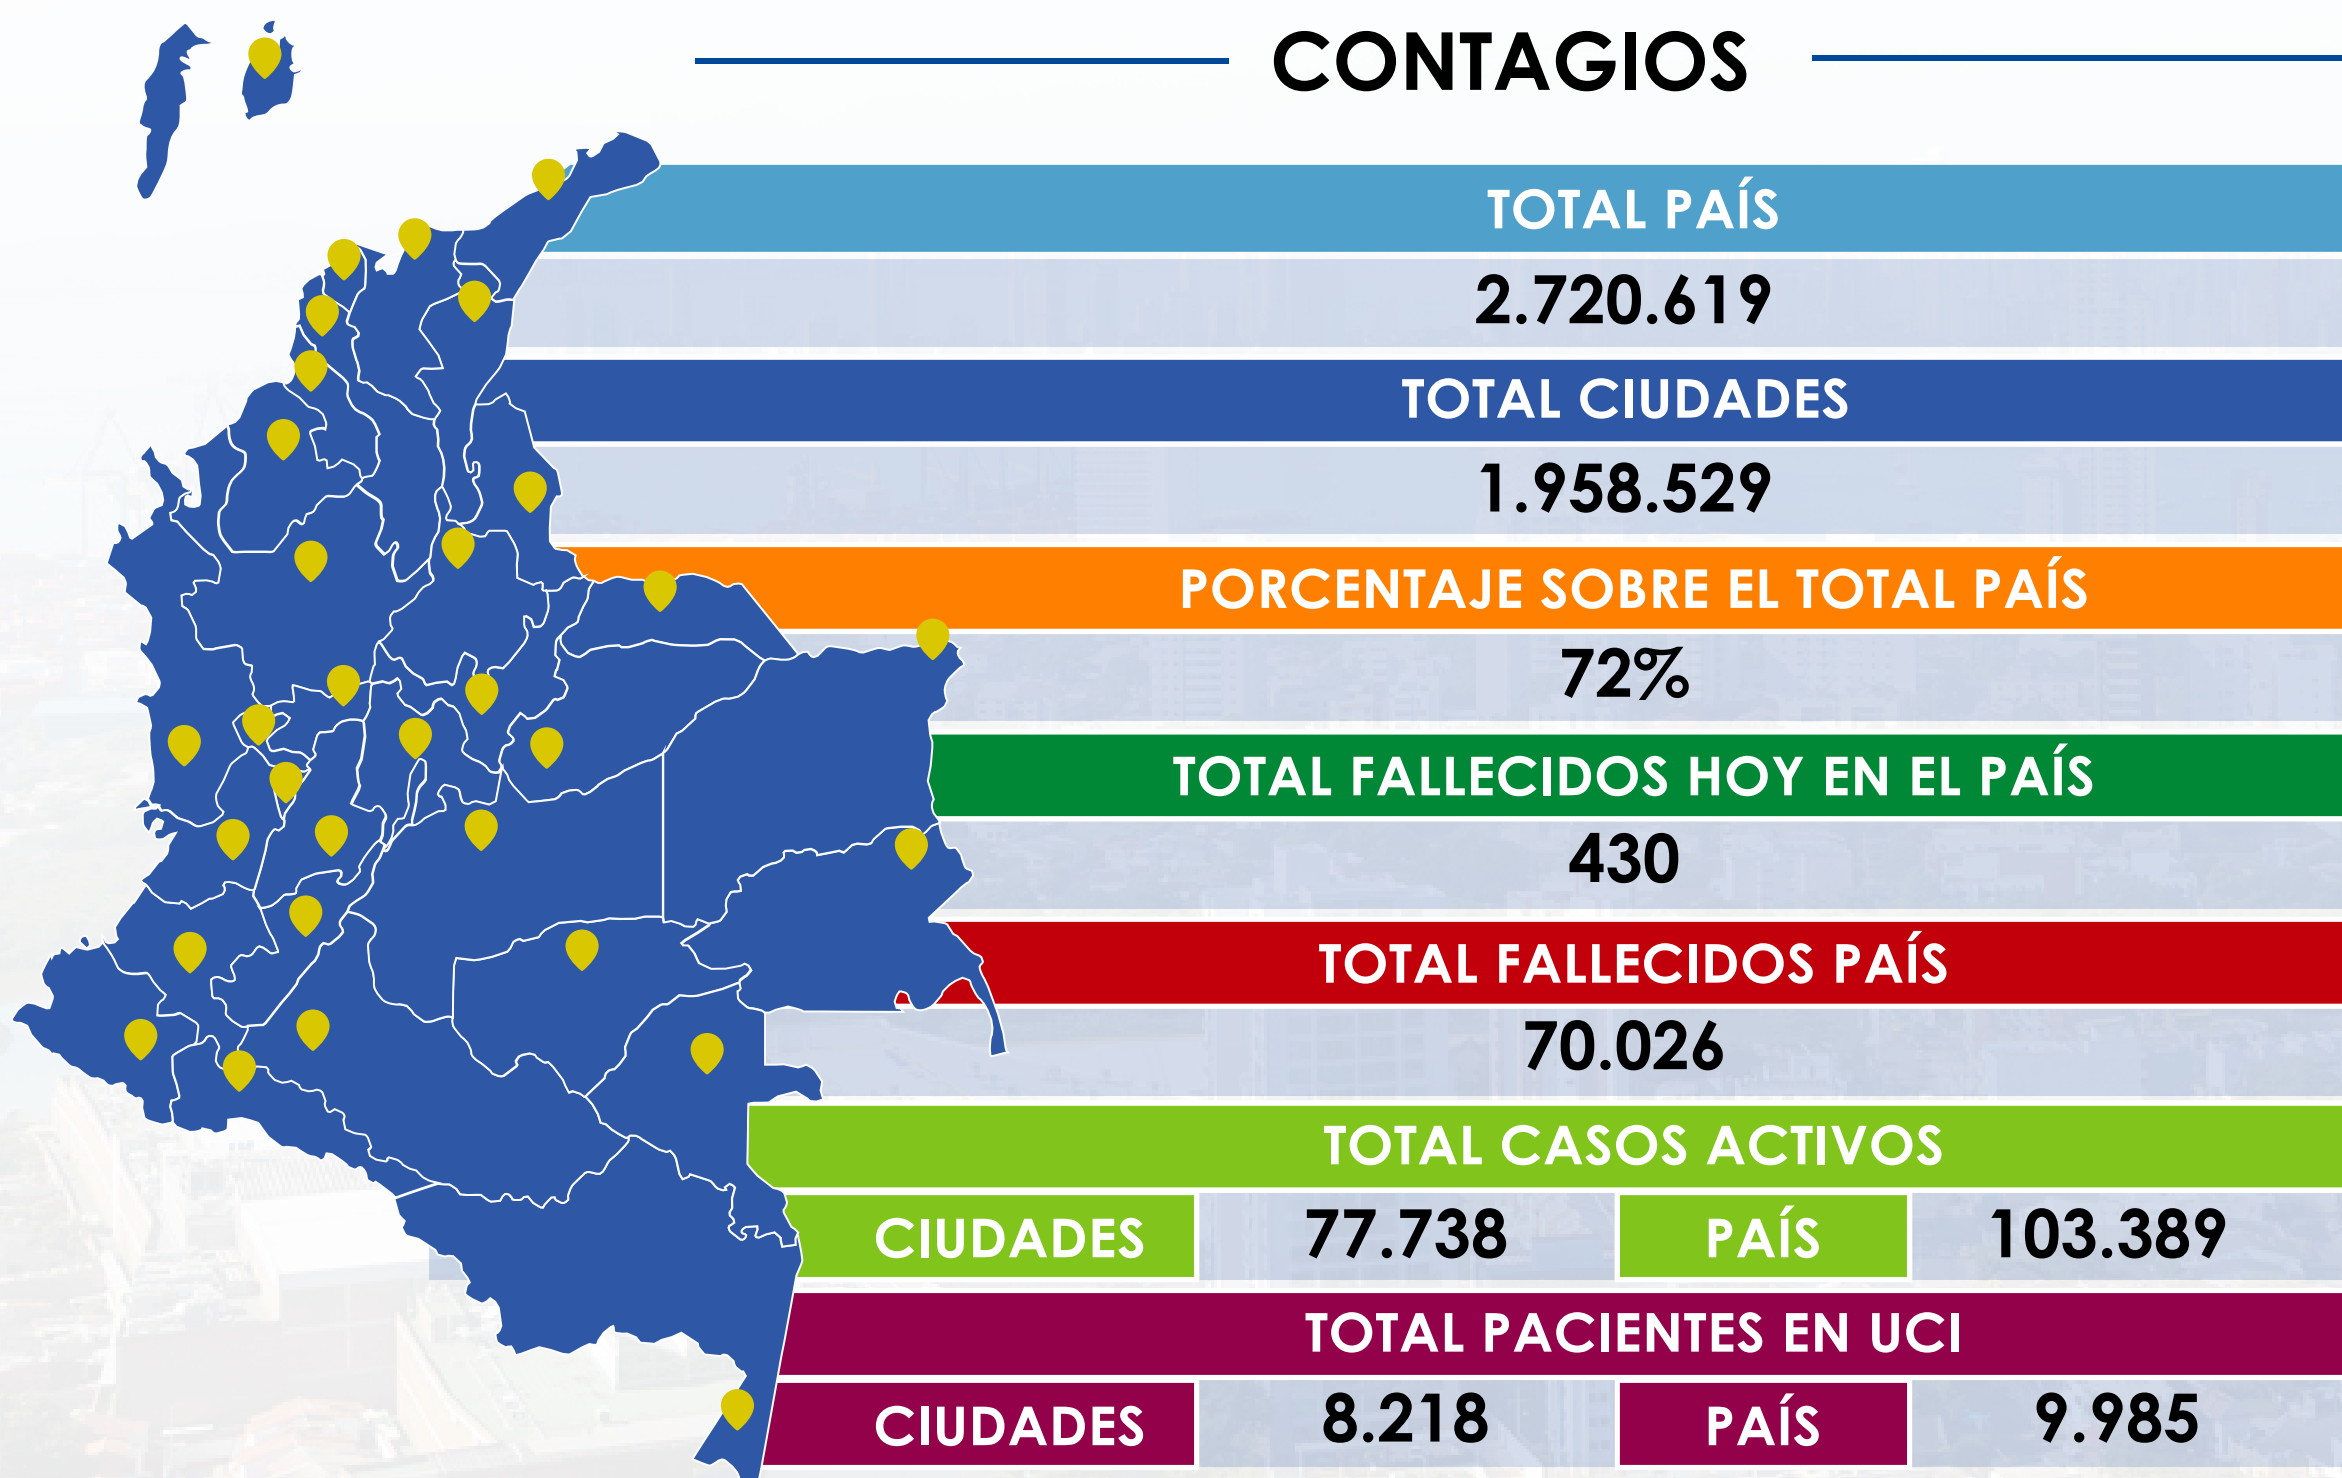 CONTAGIOS
TOTAL PAÍS
2.720.619
TOTAL CIUDADES
1.958.529
PORCENTAJE SOBRE EL TOTAL PAÍS
72%
TOTAL FALLECIDOS HOY EN EL PAÍS
430
TOTAL FALLECIDOS PAÍS
70.026
TOTAL CASOS ACTIVOS
CIUDADES 77.738 PAÍS 103.389
TOTAL PACIENTES EN UCI
CIUDADES 8.218 PAÍS 9.985